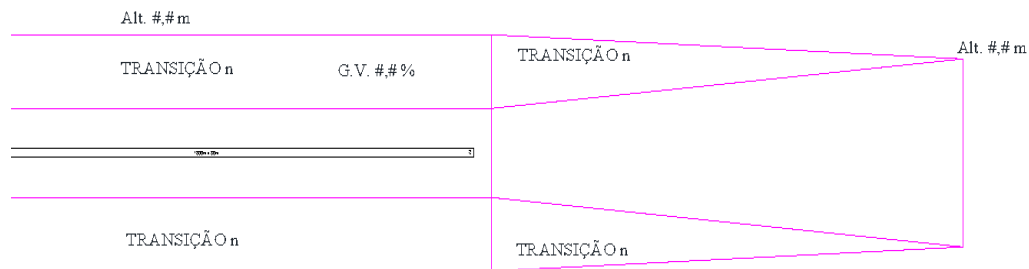 Alt. #,# m
TRANSIÇÃO n
G.V. #,# %
TRANSIÇÃO n
Alt. #,# m
TRANSIÇÃO n
TRANSIÇÃO n